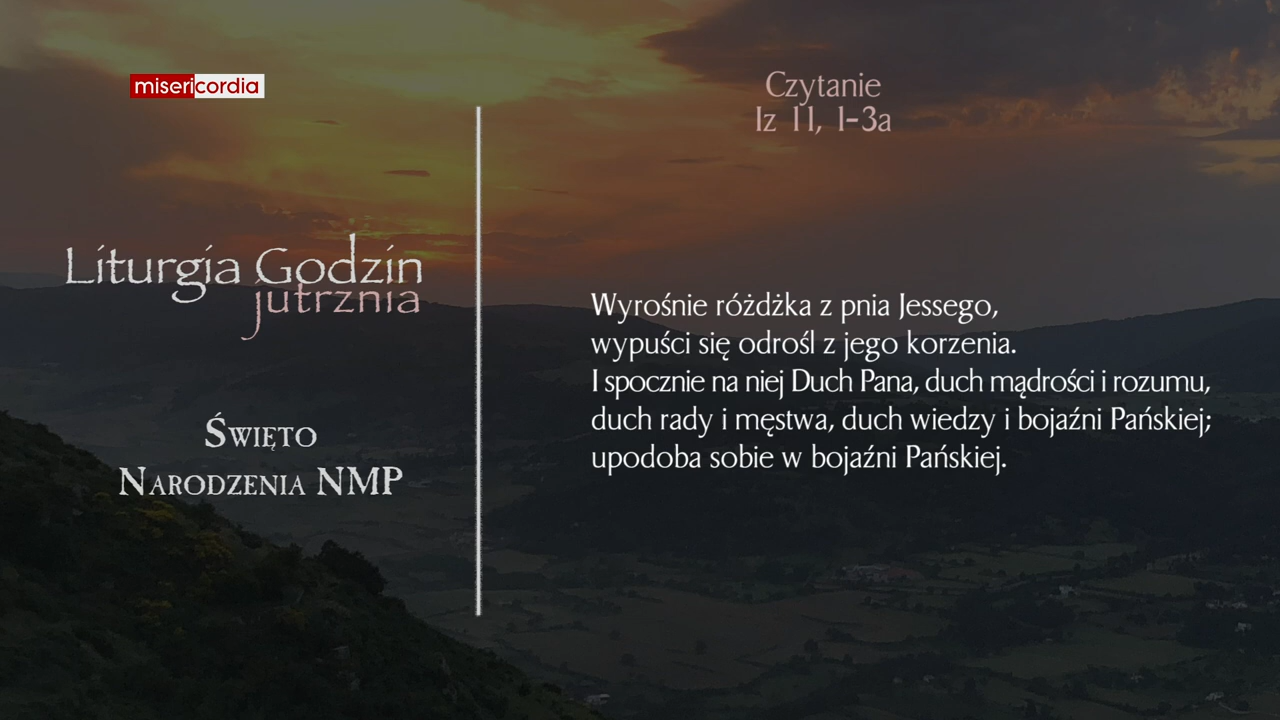 misericordia
Liturgia Godzin
jutrznia
Święto
Narodzenia NMP
Czytanie
Iz 11, 1-3a
Wyrośnie różdżka z pnia Jessego,
wypuści się odrośl z jego korzenia.
I spocznie na niej Duch Pana, duch mądrości i rozumu,
duch rady i męstwa, duch wiedzy i bojaźni Pańskiej;
upodoba sobie w bojaźni Pańskiej.